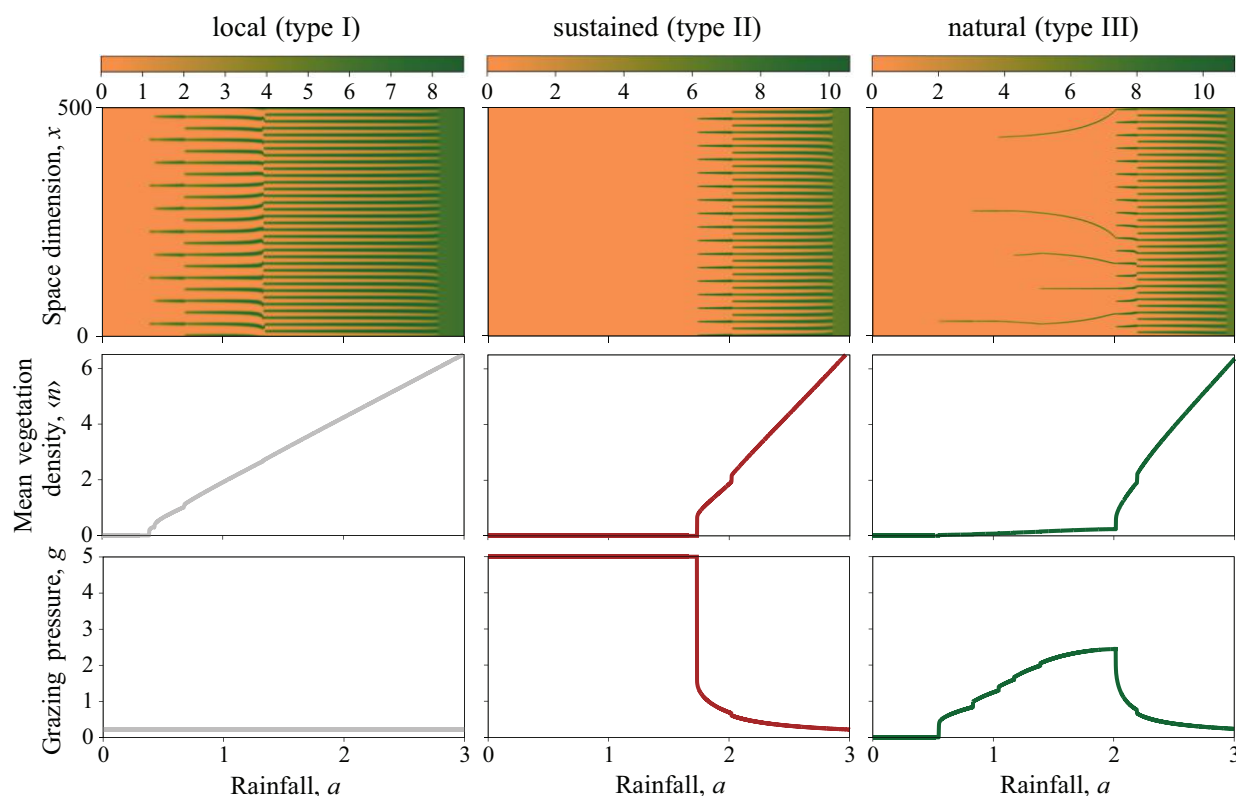 local (type I) sustained (type II) natural (type III)
0 1 2 3 4 5 6 7 8 0 2 4 6 8 10 0 2 4 6 8 10
500
Space dimension, x
0
6
Mean vegetation
density, ⟨n⟩
4
2
0
5
Grazing pressure, g
4
3
2
1
0
0 1 2 3 0 1 2 3 0 1 2 3
Rainfall, a Rainfall, a Rainfall, a